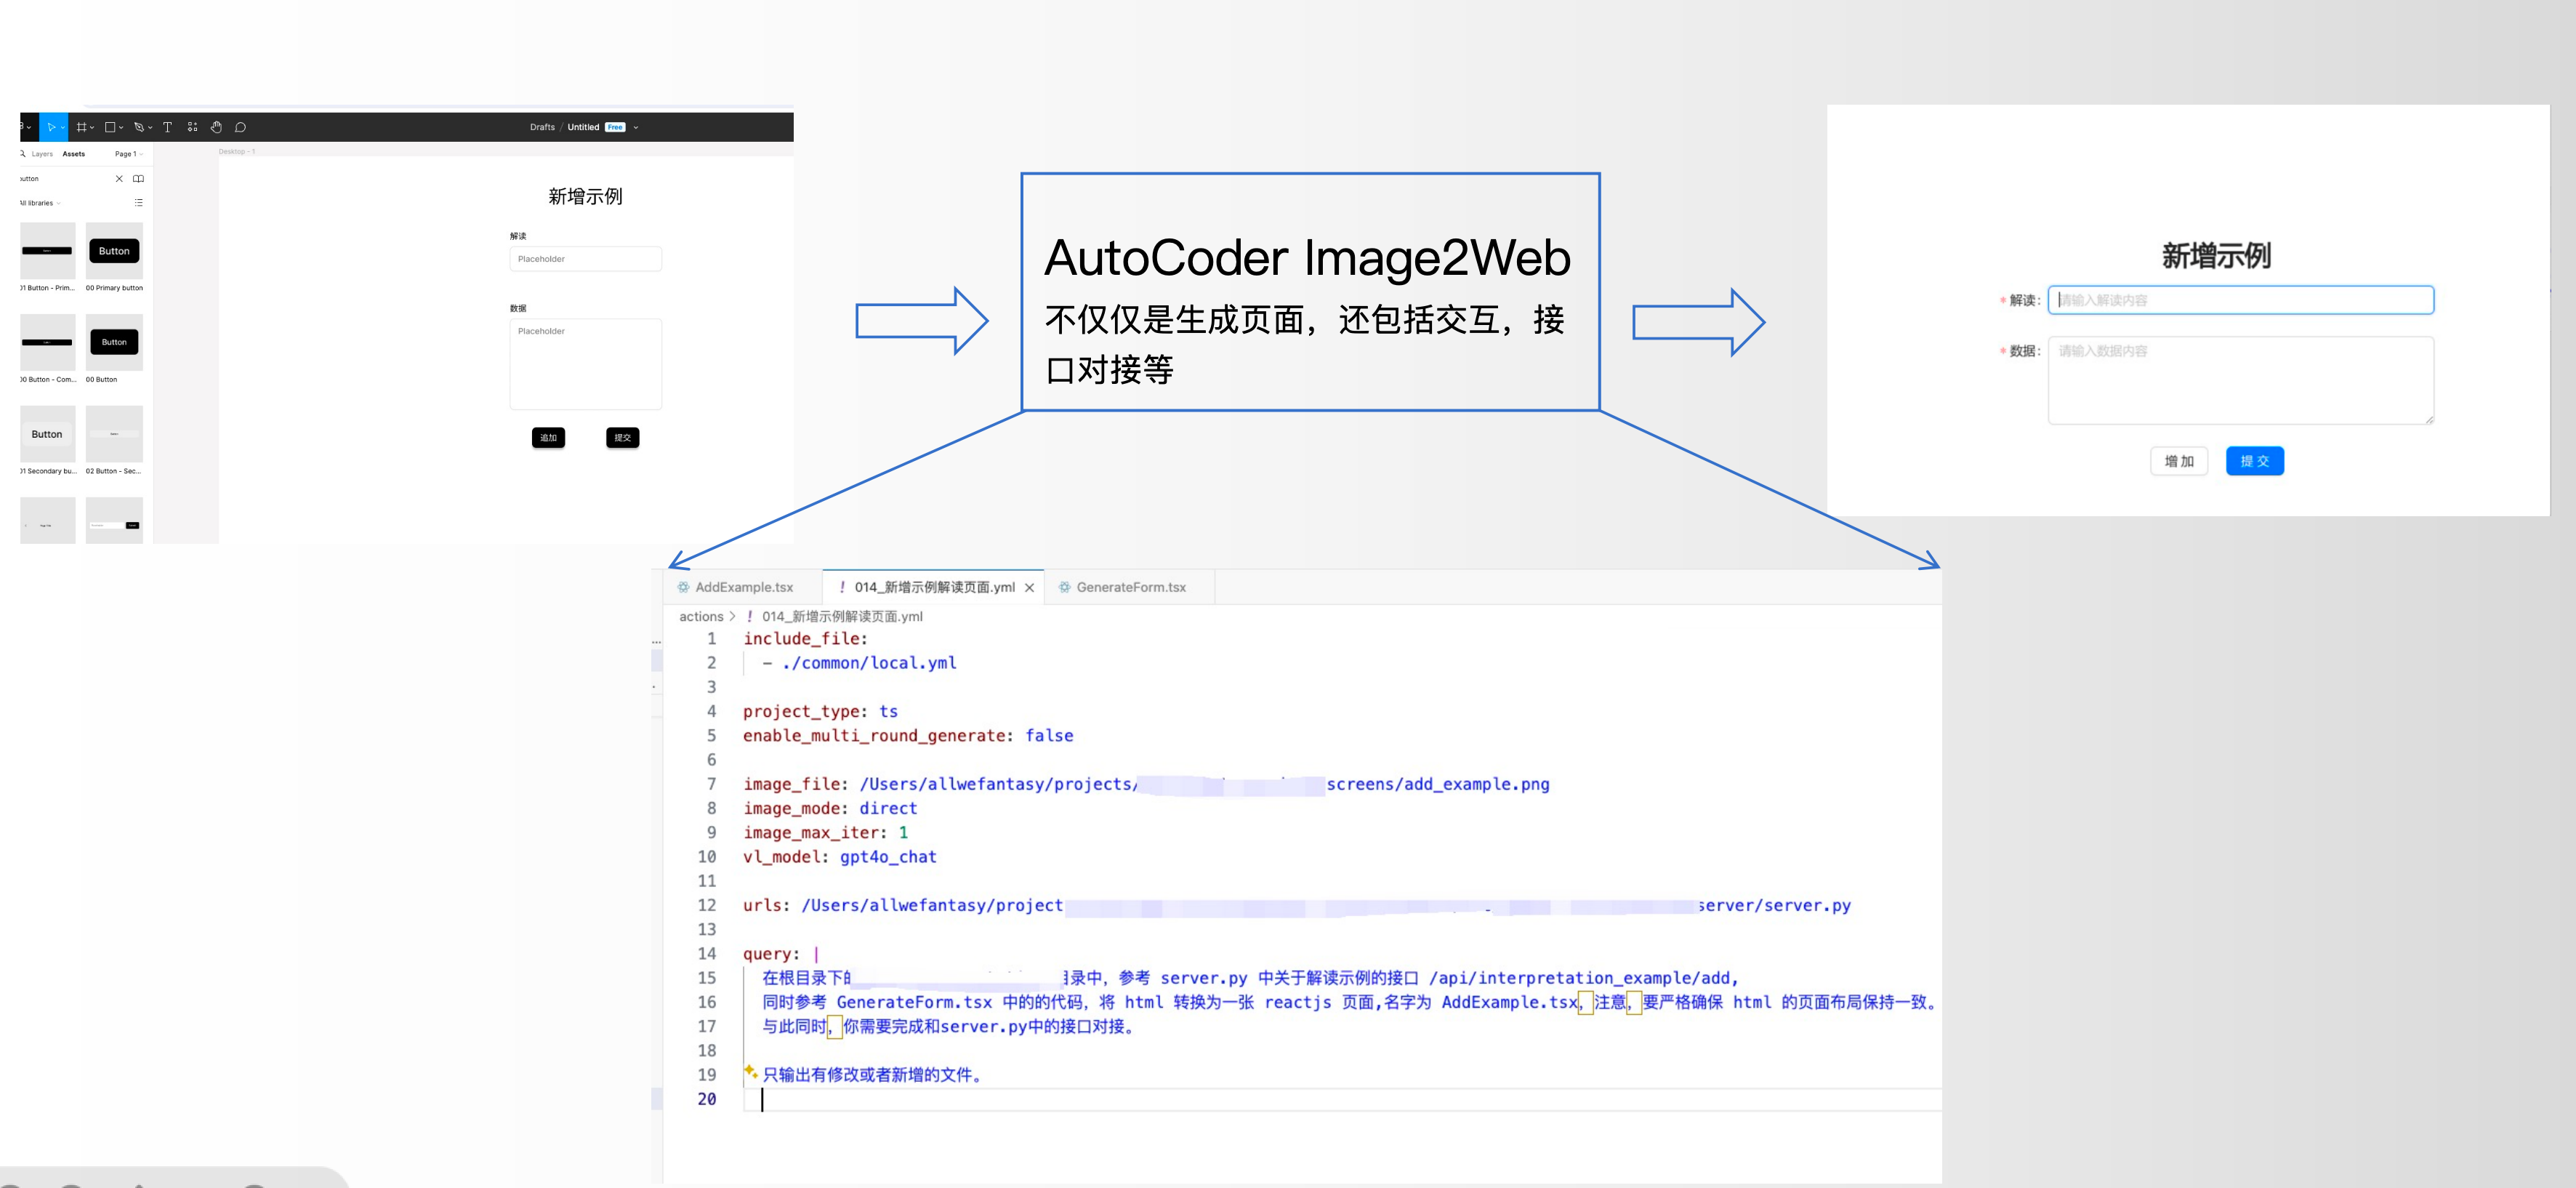 Drafts / Untitled Free
Layers Assets Page 1
Desktop - 1
All libraries
Button
01 Button - Prim... 00 Primary button
Button
00 Button - Com... 00 Button
Button
01 Secondary bu... 02 Button - Sec...
新增示例
解读
Placeholder
数据
Placeholder
追加 提交
AutoCoder Image2Web
不仅仅是生成页面，还包括交互，接
口对接等
新增示例
* 解读： 请输入解读内容
* 数据： 请输入数据内容
增加 提交
AddExample.tsx ! 014_新增示例解读页面.yml × GenerateForm.tsx
actions > ! 014_新增示例解读页面.yml
1 include_file:
2 - ./common/local.yml
3
4 project_type: ts
5 enable_multi_round_generate: false
6
7 image_file: /Users/allwefantasy/projects/ screens/add_example.png
8 image_mode: direct
9 image_max_iter: 1
10 vl_model: gpt4o_chat
11
12 urls: /Users/allwefantasy/project server/server.py
13
14 query: |
15 在根目录下的 目录中，参考 server.py 中关于解读示例的接口 /api/interpretation_example/add,
16 同时参考 GenerateForm.tsx 中的的代码，将 html 转换为一张 reactjs 页面,名字为 AddExample.tsx，注意，要严格确保 html 的页面布局保持一致。
17 与此同时，你需要完成和server.py中的接口对接。
18
19 只输出有修改或者新增的文件。
20